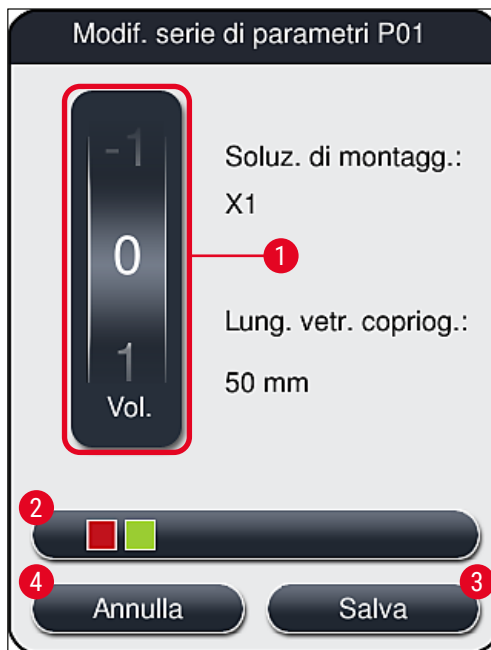 Modif. serie di parametri P01
-1
0
1
Vol.
1
Soluz. di montagg.:
X1
Lung. vetr. copriog.:
50 mm
2
4
Annulla
3
Salva